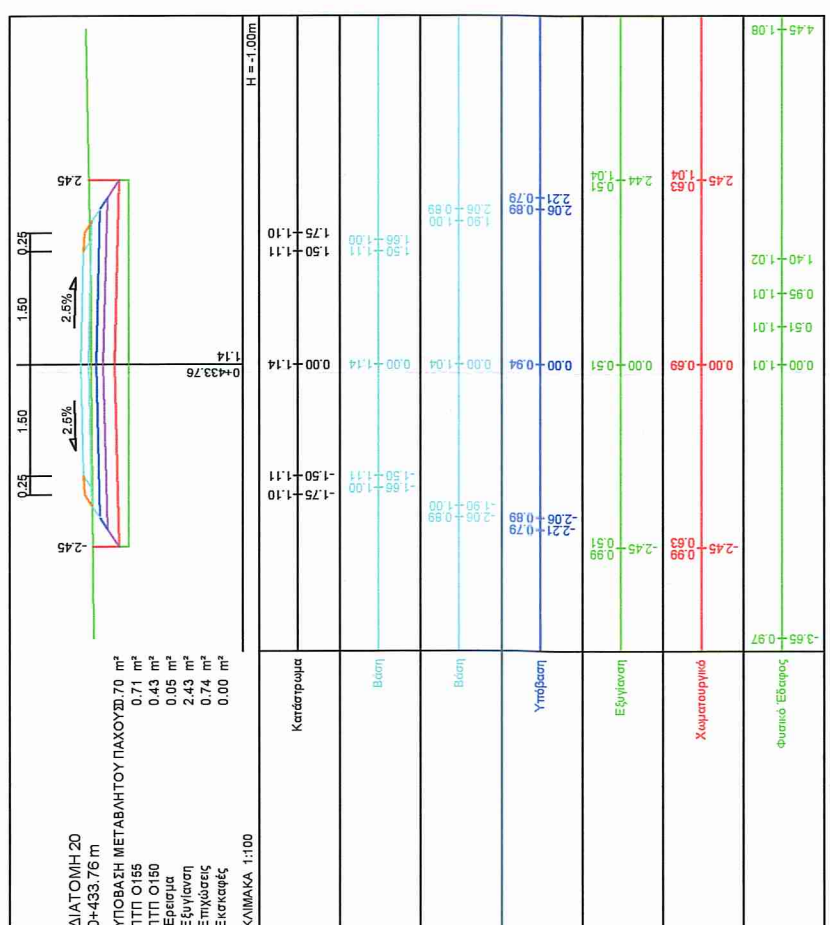 ΔΙΑΤΟΜΗ 20
0+433.76 m
ΥΠΟΒΑΣΗ ΜΕΤΑΒΛΗΤΟΥ ΠΑΧΟΥΣ0.70 m²
ΠΤΠ Ο155 0.71 m²
ΠΤΠ Ο150 0.43 m²
Ερεισμα 0.05 m²
Εξυγίανση 2.43 m²
Επιχώσεις 0.74 m²
Εκσκαφές 0.00 m²
ΚΛΙΜΑΚΑ 1:100
0.25 1.50 1.50 0.25
2.5% 2.5%
-2.45 2.45
0+433.76 1.14
H = -1.00m
Κατάστρωμα
-1.75 -1.50 0.00 1.50 1.75
1.10 1.11 1.14 1.11 1.10
Βάση
-1.66 -1.50 0.00 1.50 1.66
1.00 1.11 1.14 1.11 1.00
Βάση
-2.06 -1.90 0.00 1.90 2.06
0.89 1.00 1.04 1.00 0.89
Υπόβαση
-2.21 -2.06 0.00 2.06 2.21
0.79 0.89 0.94 0.89 0.79
Εξυγίανση
-2.45 0.00 2.44
0.99 0.51 0.51 0.51 1.04
Χωματουργικό
-2.45 0.00 2.45
0.99 0.63 0.69 0.63 1.04
Φυσικό Έδαφος
-3.65 0.00 0.51 0.95 1.40 4.45
0.97 1.01 1.01 1.01 1.02 1.08